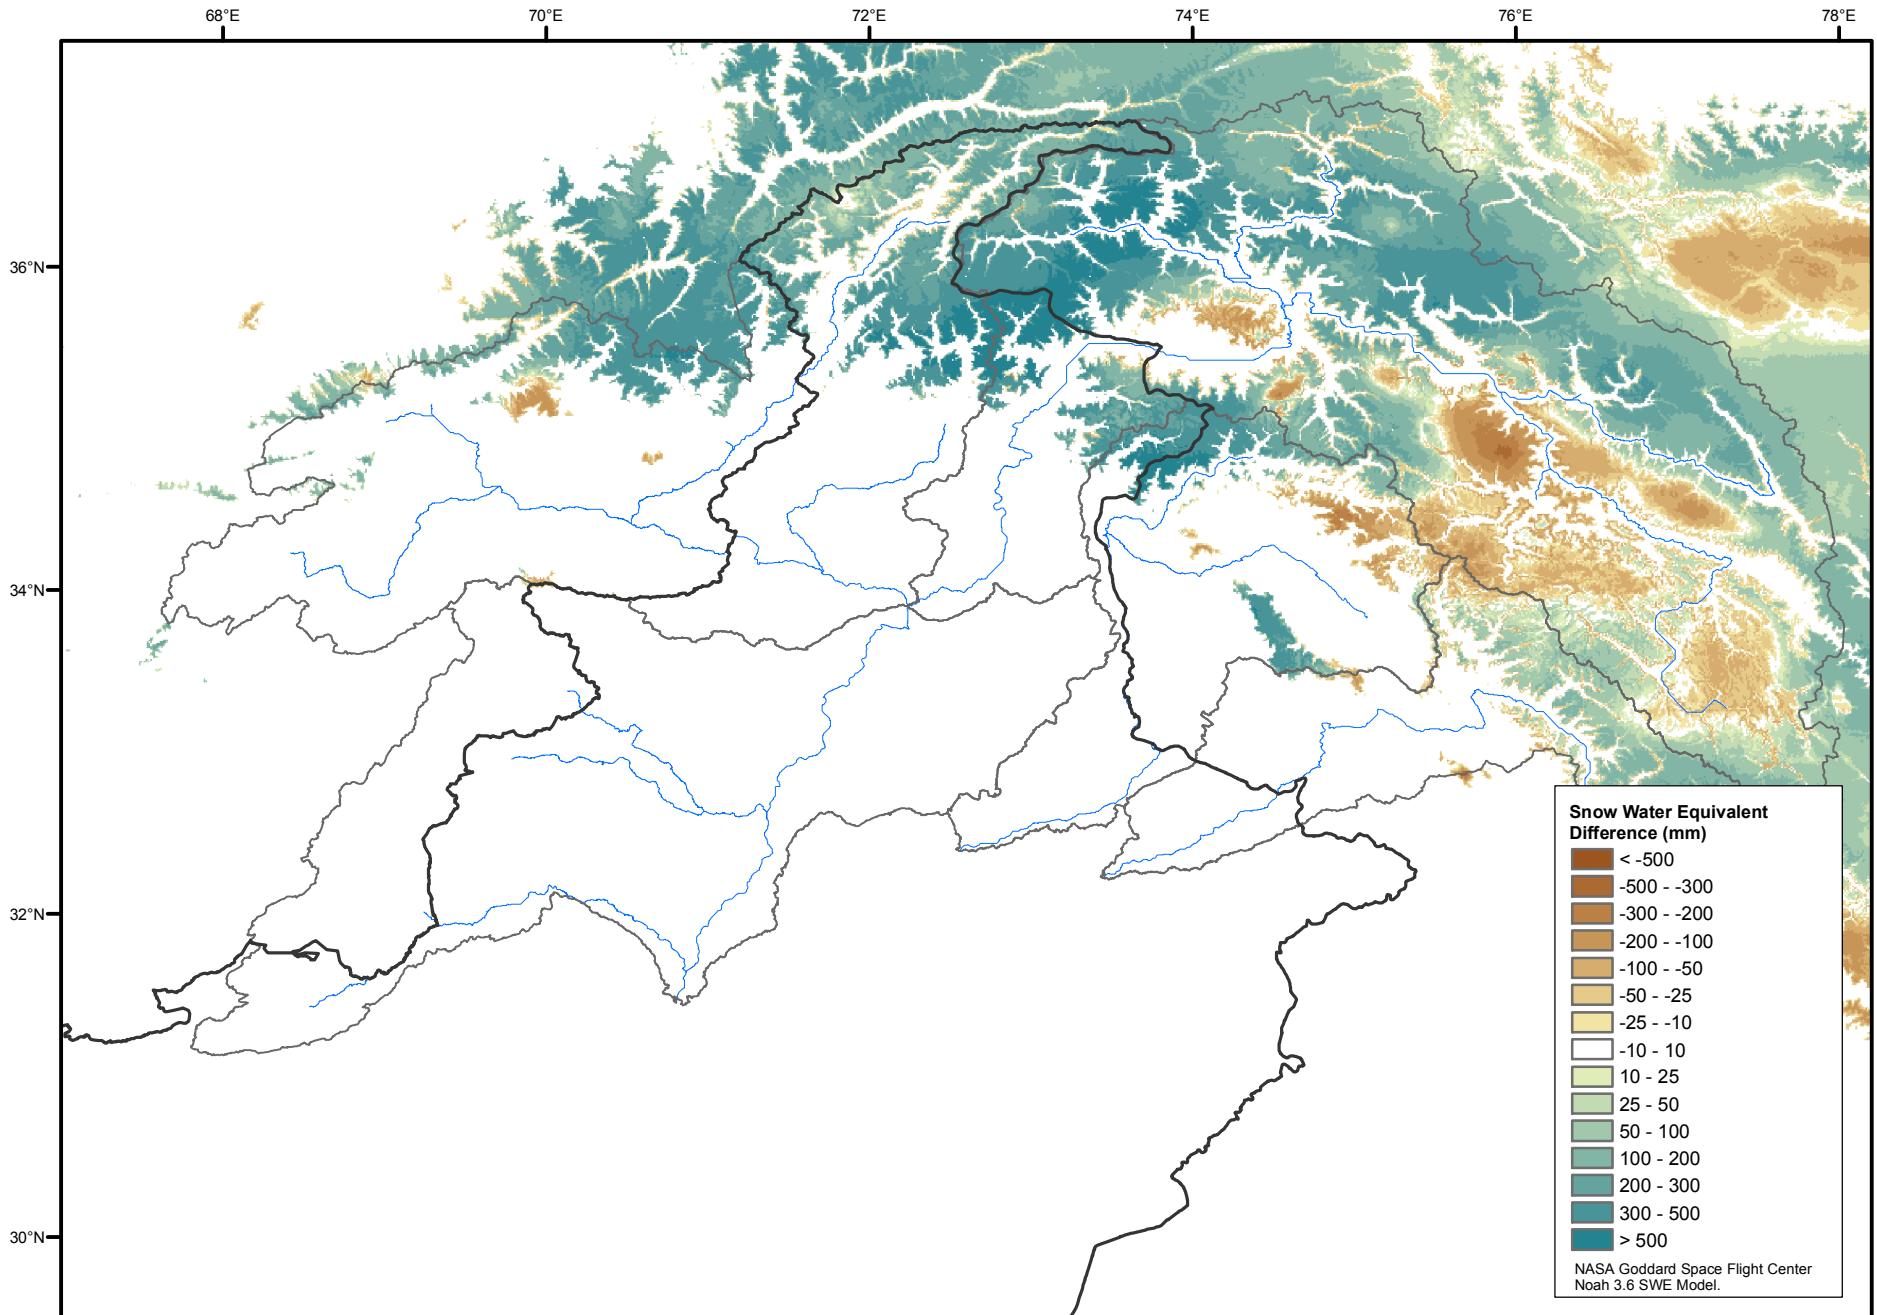 68°E 70°E 72°E 74°E 76°E 78°E
36°N
34°N
32°N
30°N
Snow Water Equivalent
Difference (mm)
< -500
-500 - -300
-300 - -200
-200 - -100
-100 - -50
-50 - -25
-25 - -10
-10 - 10
10 - 25
25 - 50
50 - 100
100 - 200
200 - 300
300 - 500
> 500
NASA Goddard Space Flight Center
Noah 3.6 SWE Model.